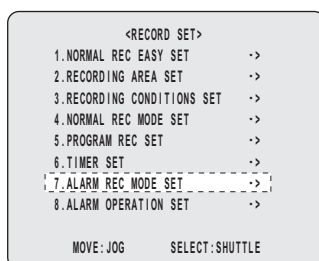 <RECORD SET>
1.NORMAL REC EASY SET ->
2.RECORDING AREA SET ->
3.RECORDING CONDITIONS SET ->
4.NORMAL REC MODE SET ->
5.PROGRAM REC SET ->
6.TIMER SET ->
7.ALARM REC MODE SET ->
8.ALARM OPERATION SET ->
MOVE:JOG SELECT:SHUTTLE